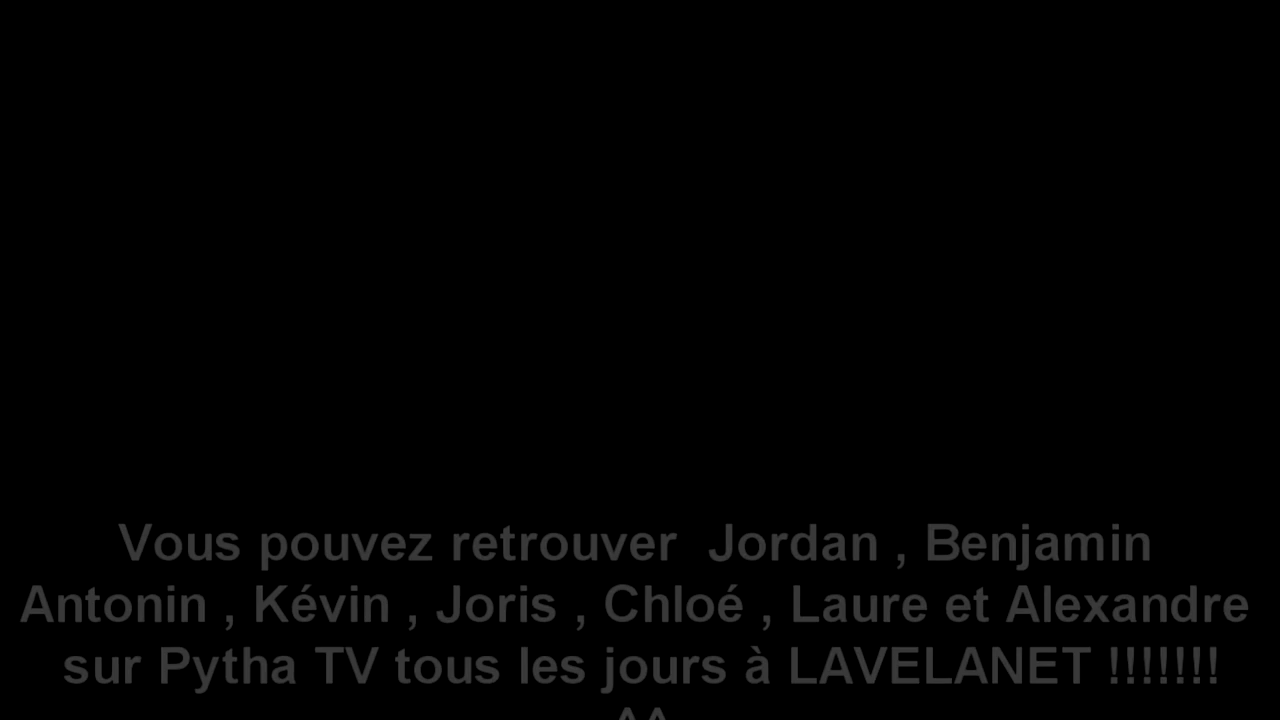 Vous pouvez retrouver  Jordan , Benjamin
Antonin , Kévin , Joris , Chloé , Laure et Alexandre
sur Pytha TV tous les jours à LAVELANET !!!!!!!
^^